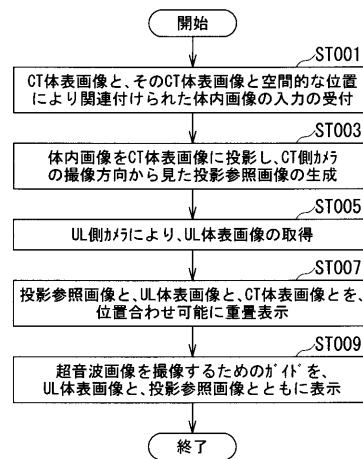 開始
ST001
CT体表画像と、そのCT体表画像と空間的な位置
により関連付けられた体内画像の入力の受付
ST003
体内画像をCT体表画像に投影し、CT側ｶﾒﾗ
の撮像方向から見た投影参照画像の生成
ST005
UL側ｶﾒﾗにより、UL体表画像の取得
ST007
投影参照画像と、UL体表画像と、CT体表画像とを、
位置合わせ可能に重畳表示
ST009
超音波画像を撮像するためのｶﾞｲﾄﾞを、
UL体表画像と、投影参照画像とともに表示
終了